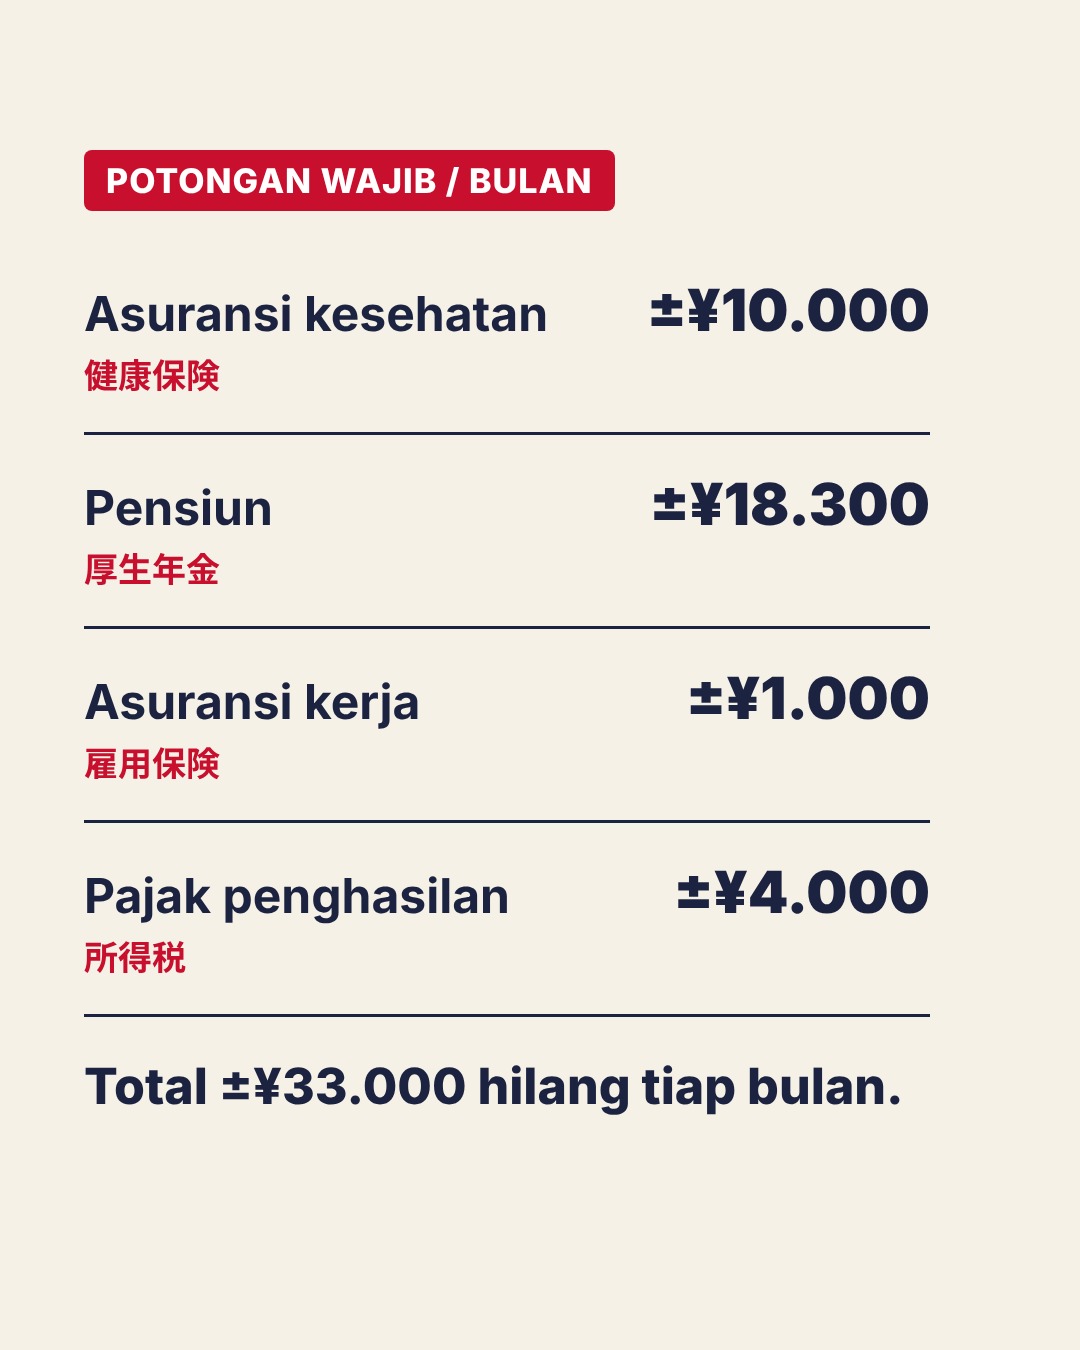 POTONGAN WAJIB / BULAN
Asuransi kesehatan ±¥10.000
健康保険
Pensiun ±¥18.300
厚生年金
Asuransi kerja ±¥1.000
雇用保険
Pajak penghasilan ±¥4.000
所得税
Total ±¥33.000 hilang tiap bulan.